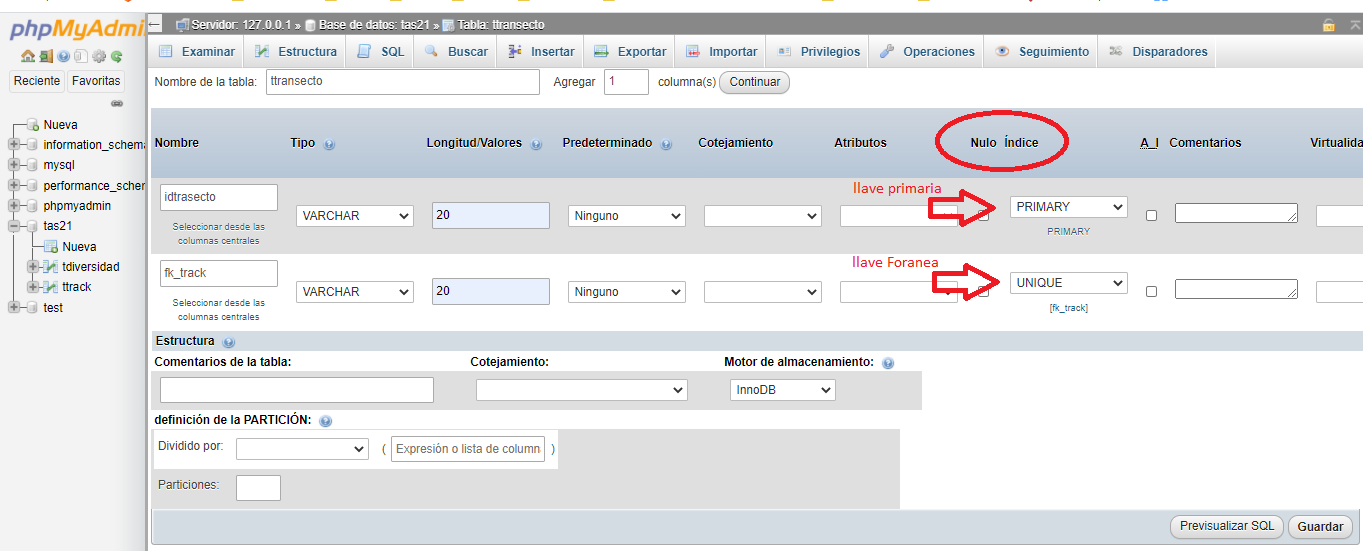 phpMyAdmi
Servidor: 127.0.0.1 » Base de datos: tas21 » Tabla: ttransecto
Examinar Estructura SQL Buscar Insertar Exportar Importar Privilegios Operaciones Seguimiento Disparadores
Reciente Favoritas
Nueva
information_schema
mysql
performance_scher
phpmyadmin
tas21
Nueva
tdiversidad
ttrack
test
Nombre de la tabla: ttransecto Agregar 1 columna(s) Continuar
Nombre Tipo Longitud/Valores Predeterminado Cotejamiento Atributos Nulo Índice A_I Comentarios Virtualida
llave primaria
idtrasecto VARCHAR 20 Ninguno PRIMARY
Seleccionar desde las
columnas centrales
PRIMARY
llave Foranea
fk_track VARCHAR 20 Ninguno UNIQUE
Seleccionar desde las
columnas centrales
[fk_track]
Estructura
Comentarios de la tabla: Cotejamiento: Motor de almacenamiento:
InnoDB
definición de la PARTICIÓN:
Dividido por: ( Expresión o lista de column )
Particiones:
Previsualizar SQL Guardar